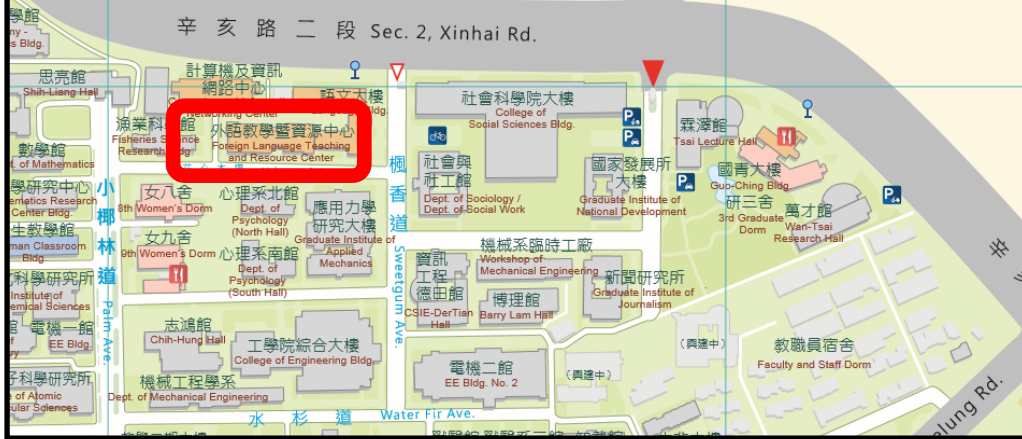 辛亥路二段 Sec. 2, Xinhai Rd.
學館
s Bldg.
思亮館
Shih-Liang Hall
計算機及資訊
網路中心
Networking Center
語文大樓
社會科學院大樓
College of
Social Sciences Bldg.
霖澤館
Tsai Lecture Hall
外語教學暨資源中心
Foreign Language Teaching
and Resource Center
Fisheries Science
數學館
of Mathematics
學研究中心
Center Bldg.
小椰林道
Palm Ave.
女八舍
8th Women's Dorm
心理系北館
Dept. of
Psychology
(North Hall)
應用力學
研究大樓
Graduate Institute of
Applied
Mechanics
楓香道
Sweetgum Ave.
社會與
社工館
Dept. of Sociology /
Dept. of Social Work
國家發展所
大樓
Graduate Institute of
National Development
國青大樓
Guo-Ching Bldg.
研三舍
3rd Graduate
Dorm
萬才館
Wan-Tsai
Research Hall
生教學館
man Classroom
Bldg.
女九舍
9th Women's Dorm
心理系南館
Dept. of
Psychology
(South Hall)
機械系臨時工廠
Workshop of
Mechanical Engineering
資訊
工程
德田館
CSIE-DerTian
Hall
博理館
Barry Lam Hall
新聞研究所
Graduate Institute of
Journalism
科學研究所
Institute of
emical Sciences
電機一館
EE Bldg.
志鴻館
Chih-Hung Hall
工學院綜合大樓
College of Engineering Bldg.
電機二館
EE Bldg. No. 2
(興建中)
(興建中)
教職員宿舍
Faculty and Staff Dorm
子科學研究所
of Atomic
cular Sciences
機械工程學系
Dept. of Mechanical Engineering
水杉道 Water Fir Ave.
elung Rd.
P
P
P
P